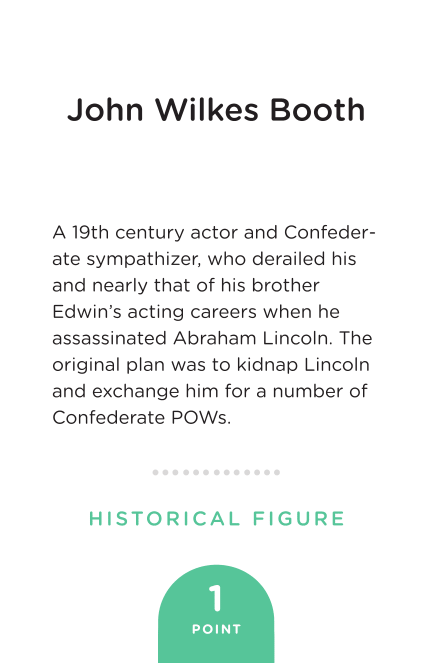 John Wilkes Booth
A 19th century actor and Confeder-
ate sympathizer, who derailed his
and nearly that of his brother
Edwin’s acting careers when he
assassinated Abraham Lincoln. The
original plan was to kidnap Lincoln
and exchange him for a number of
Confederate POWs.
HISTORICAL FIGURE
1
POINT